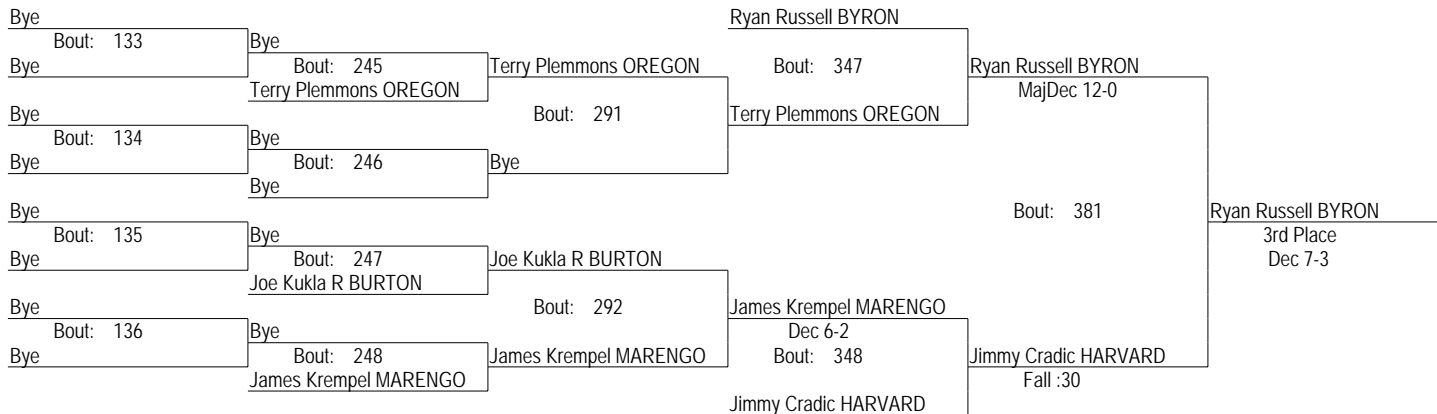 Bye
Ryan Russell BYRON
Bout: 133
Bye
Bye
Bout: 245
Terry Plemmons OREGON
Bout: 347
Ryan Russell BYRON
Terry Plemmons OREGON
MajDec 12-0
Bye
Bout: 291
Terry Plemmons OREGON
Bout: 134
Bye
Bye
Bout: 246
Bye
Bye
Bye
Bout: 381
Ryan Russell BYRON
Bout: 135
Bye
3rd Place
Bye
Bout: 247
Joe Kukla R BURTON
Dec 7-3
Joe Kukla R BURTON
Bye
Bout: 292
James Krempel MARENGO
Bout: 136
Bye
Dec 6-2
Bye
Bout: 248
James Krempel MARENGO
Bout: 348
Jimmy Cradic HARVARD
James Krempel MARENGO
Fall :30
Jimmy Cradic HARVARD